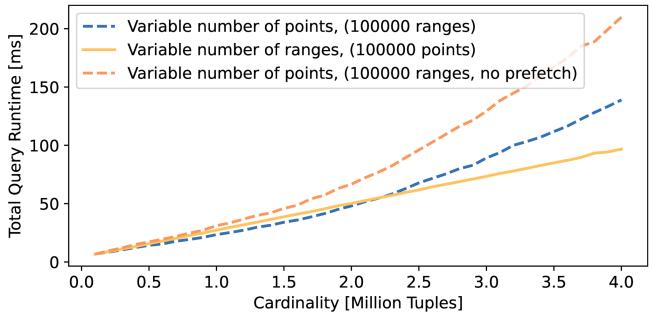 Total Query Runtime [ms]
200
150
100
50
0
Variable number of points, (100000 ranges)
Variable number of ranges, (100000 points)
Variable number of points, (100000 ranges, no prefetch)
0.0 0.5 1.0 1.5 2.0 2.5 3.0 3.5 4.0
Cardinality [Million Tuples]